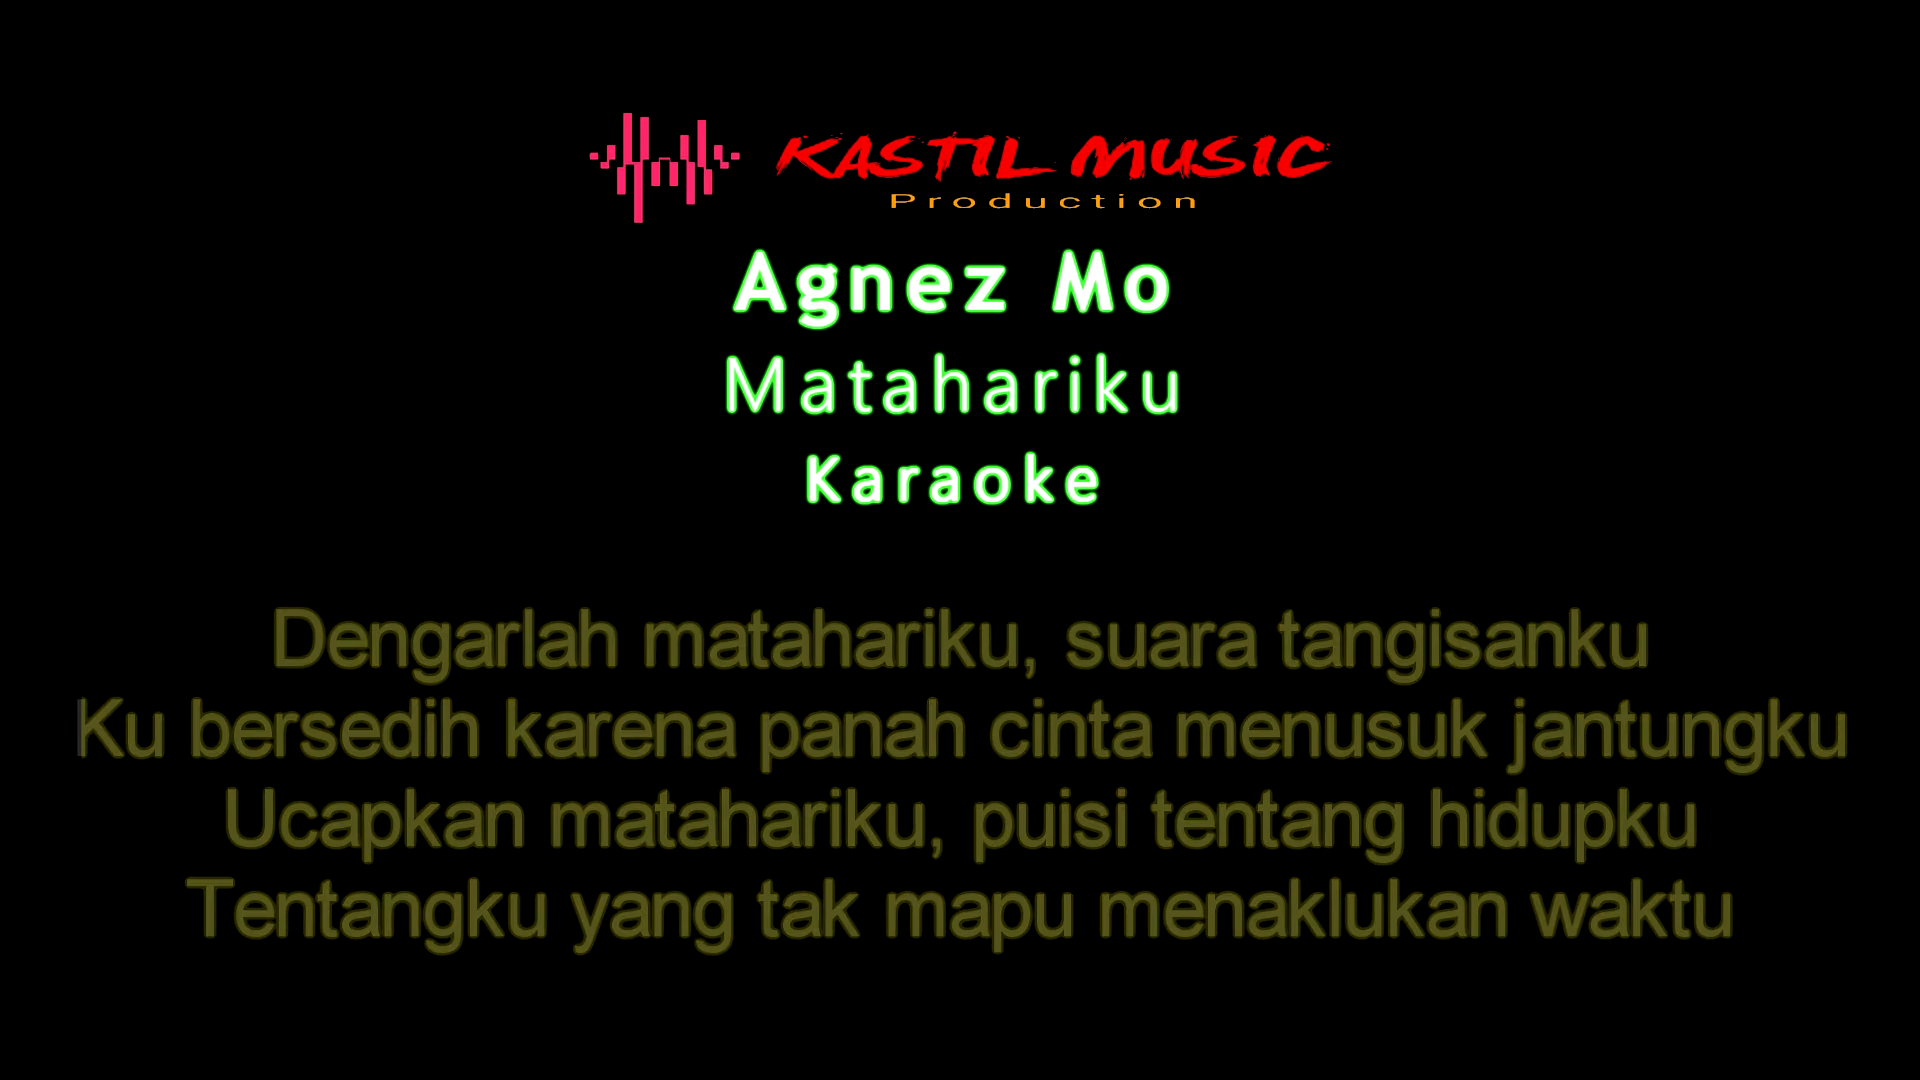 KASTIL MUSIC
Production
Agnez Mo
Matahariku
Karaoke
Dengarlah matahariku, suara tangisanku
Ku bersedih karena panah cinta menusuk jantungku
Ucapkan matahariku, puisi tentang hidupku
Tentangku yang tak mapu menaklukan waktu